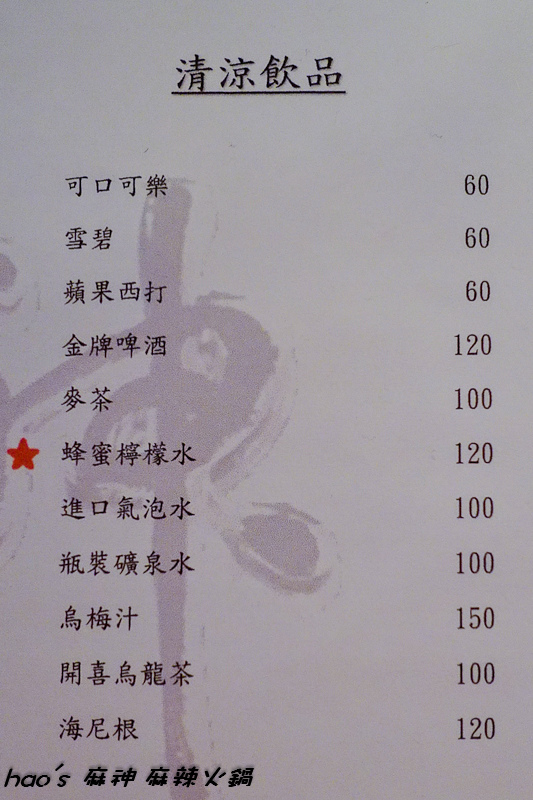 清涼飲品
可口可樂 60
雪碧 60
蘋果西打 60
金牌啤酒 120
麥茶 100
蜂蜜檸檬水 120
進口氣泡水 100
瓶裝礦泉水 100
烏梅汁 150
開喜烏龍茶 100
海尼根 120
hao's 麻神 麻辣火鍋